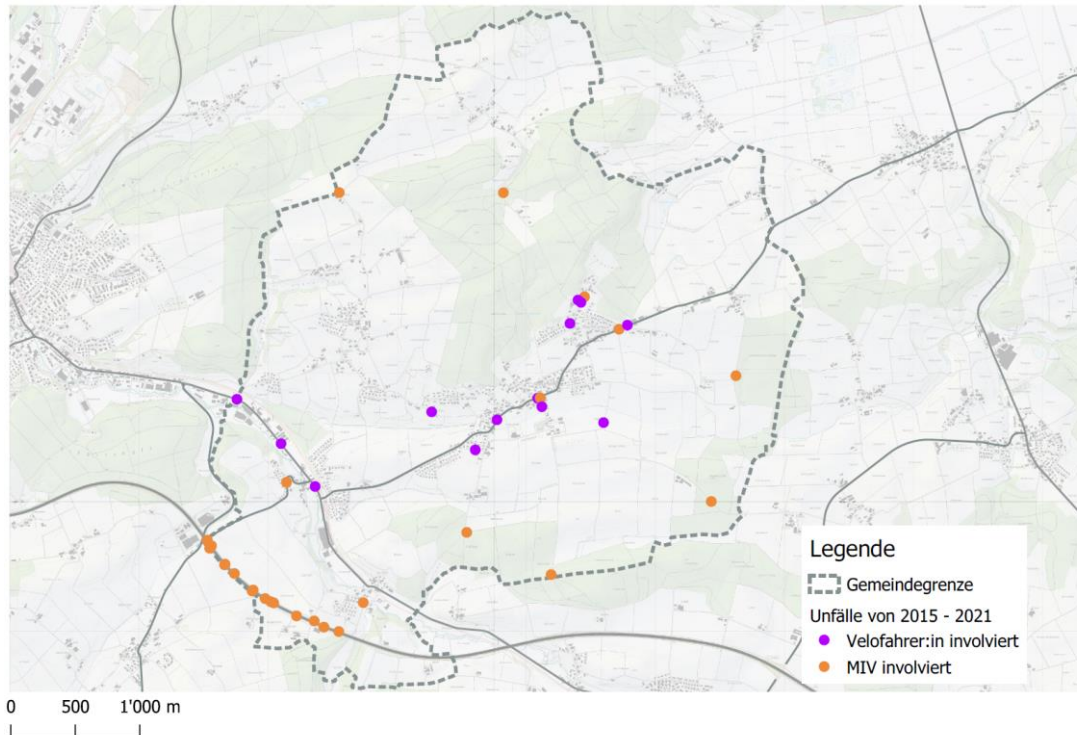 Legende
Gemeindegrenze
Unfälle von 2015 - 2021
Velofahrer:in involviert
MIV involviert
0 500 1'000 m